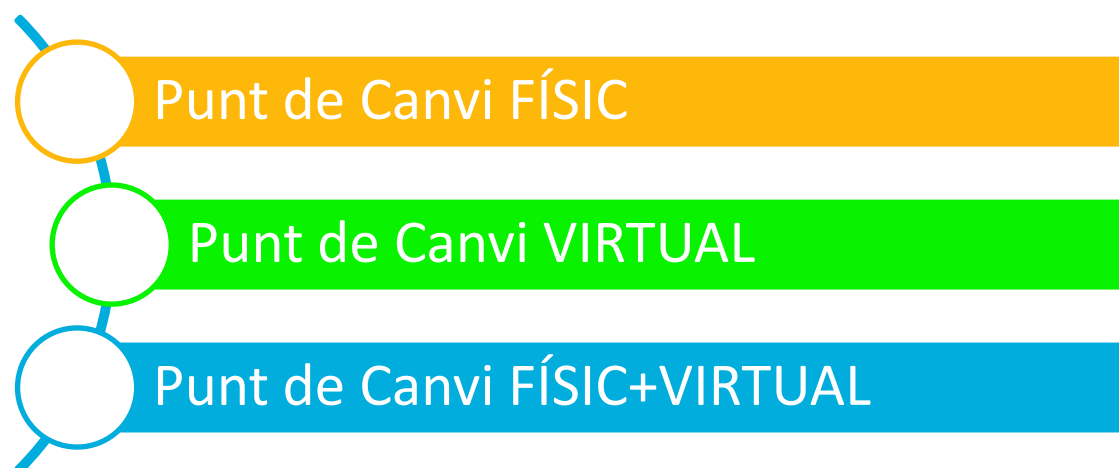 Punt de Canvi FÍSIC
Punt de Canvi VIRTUAL
Punt de Canvi FÍSIC+VIRTUAL